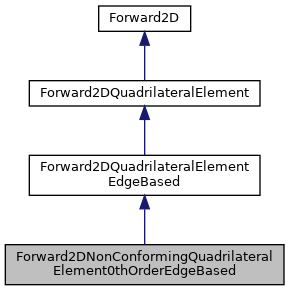 Forward2D
Forward2DQuadrilateralElement
Forward2DQuadrilateralElement
EdgeBased
Forward2DNonConformingQuadrilateral
Element0thOrderEdgeBased